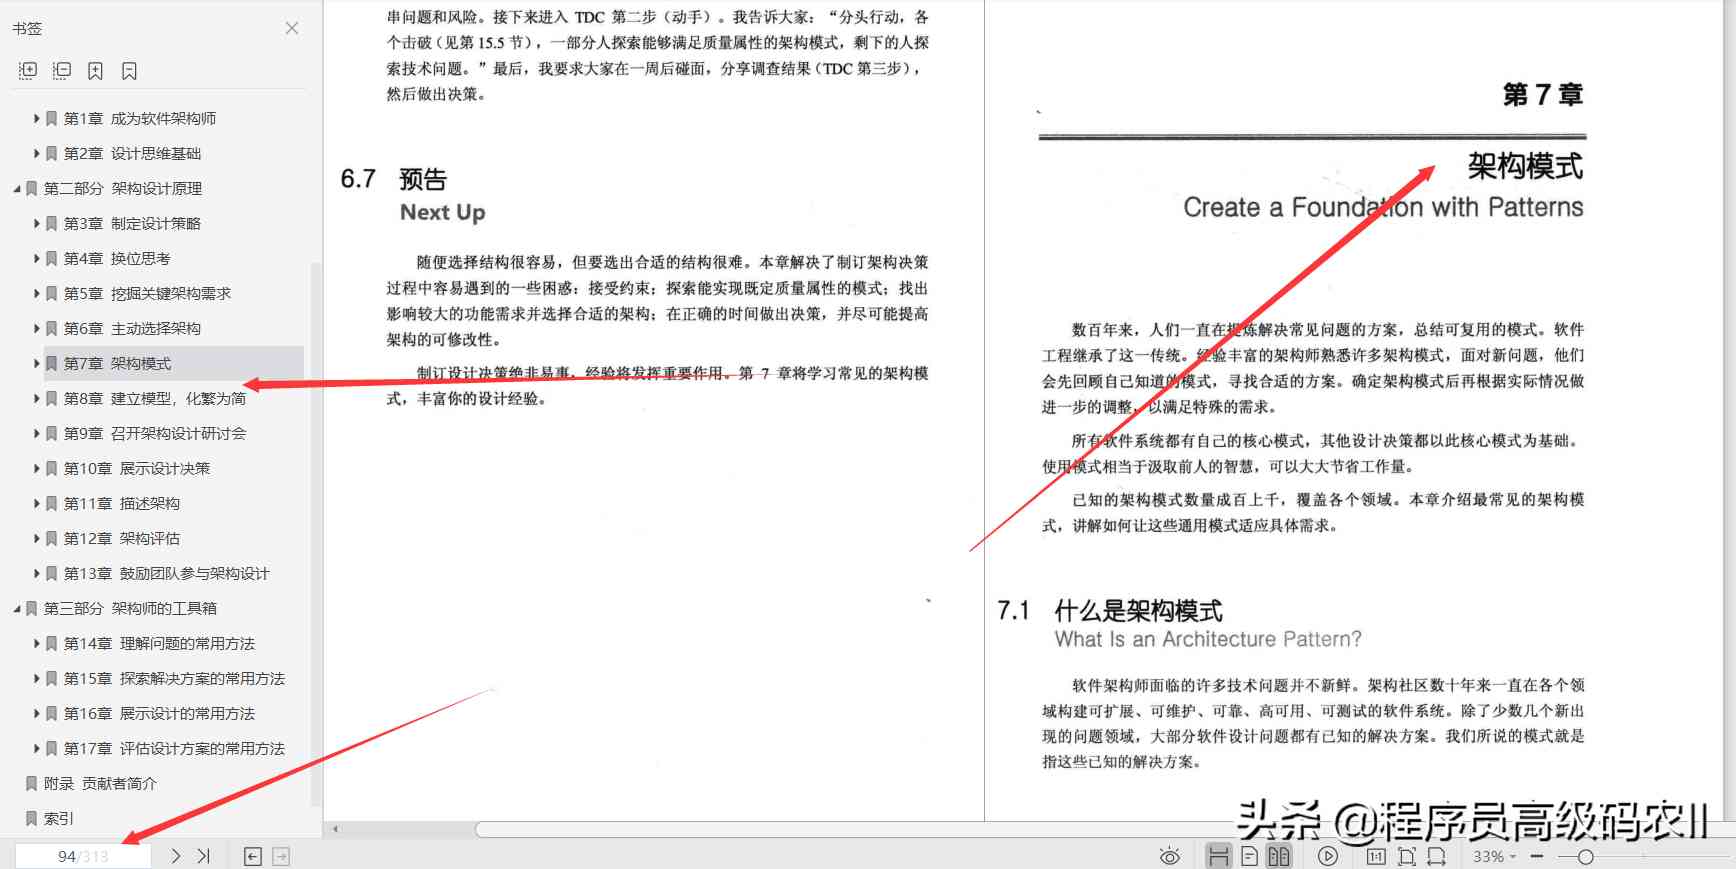 书签
第1章 成为软件架构师
第2章 设计思维基础
第二部分 架构设计原理
第3章 制定设计策略
第4章 换位思考
第5章 挖掘关键架构需求
第6章 主动选择架构
第7章 架构模式
第8章 建立模型，化繁为简
第9章 召开架构设计研讨会
第10章 展示设计决策
第11章 描述架构
第12章 架构评估
第13章 鼓励团队参与架构设计
第三部分 架构师的工具箱
第14章 理解问题的常用方法
第15章 探索解决方案的常用方法
第16章 展示设计的常用方法
第17章 评估设计方案的常用方法
附录 贡献者简介
索引
94/313
串问题和风险。接下来进入 TDC 第二步（动手）。我告诉大家：“分头行动，各
个击破（见第 15.5 节），一部分人探索能够满足质量属性的架构模式，剩下的人探
索技术问题。”最后，我要求大家在一周后碰面，分享调查结果（TDC 第三步），
然后做出决策。
6.7 预告
Next Up
随便选择结构很容易，但要选出合适的结构很难。本章解决了制订架构决策
过程中容易遇到的一些困惑：接受约束；探索能实现既定质量属性的模式；找出
影响较大的功能需求并选择合适的架构；在正确的时间做出决策，并尽可能提高
架构的可修改性。
制订设计决策绝非易事，经验将发挥重要作用。第 7 章将学习常见的架构模
式，丰富你的设计经验。
第 7 章
架构模式
Create a Foundation with Patterns
数百年来，人们一直在提炼解决常见问题的方案，总结可复用的模式。软件
工程继承了这一传统。经验丰富的架构师熟悉许多架构模式，面对新问题，他们
会先回顾自己知道的模式，寻找合适的方案。确定架构模式后再根据实际情况做
进一步的调整，以满足特殊的需求。
所有软件系统都有自己的核心模式，其他设计决策都以此核心模式为基础。
使用模式相当于汲取前人的智慧，可以大大节省工作量。
已知的架构模式数量成百上千，覆盖各个领域。本章介绍最常见的架构模
式，讲解如何让这些通用模式适应具体需求。
7.1 什么是架构模式
What Is an Architecture Pattern?
软件架构师面临的许多技术问题并不新鲜。架构社区数十年来一直在各个领
域构建可扩展、可维护、可靠、高可用、可测试的软件系统。除了少数几个新出
现的问题领域，大部分软件设计问题都有已知的解决方案。我们所说的模式就是
指这些已知的解决方案。
头杀 @程序员高级码农II
1:1
33%